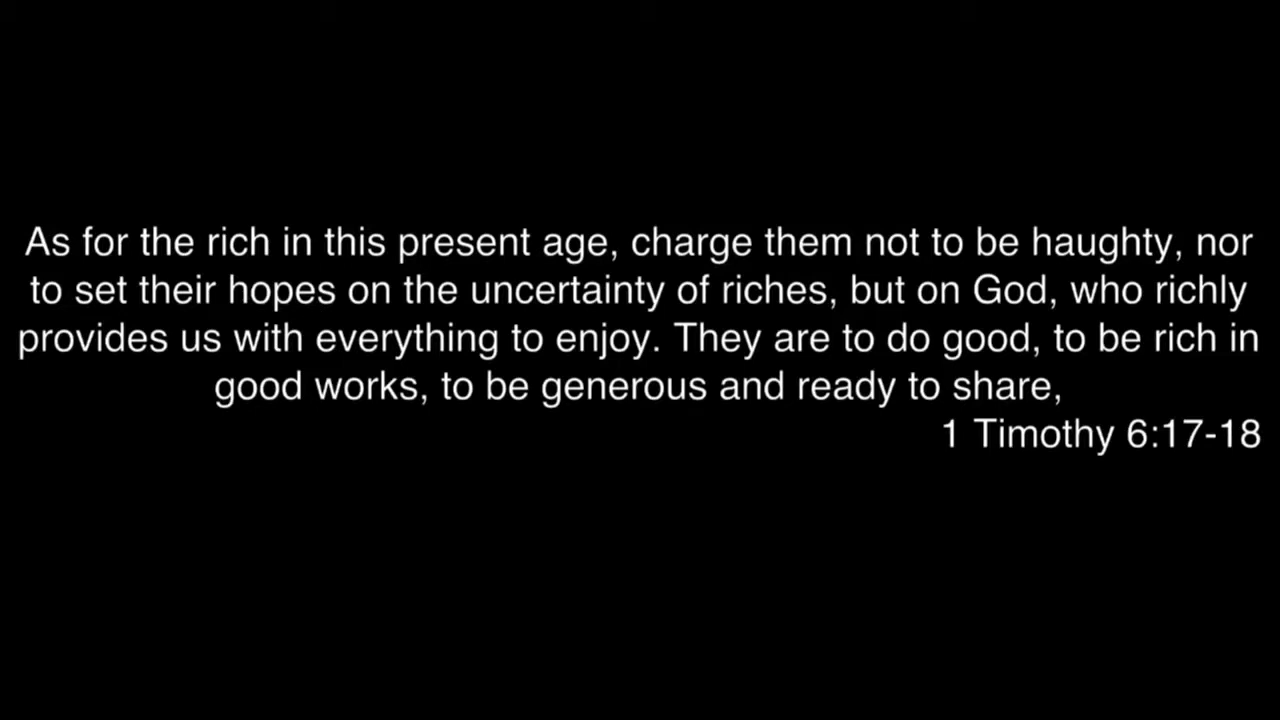 As for the rich in this present age, charge them not to be haughty, nor
to set their hopes on the uncertainty of riches, but on God, who richly
provides us with everything to enjoy. They are to do good, to be rich in
good works, to be generous and ready to share,
1 Timothy 6:17-18